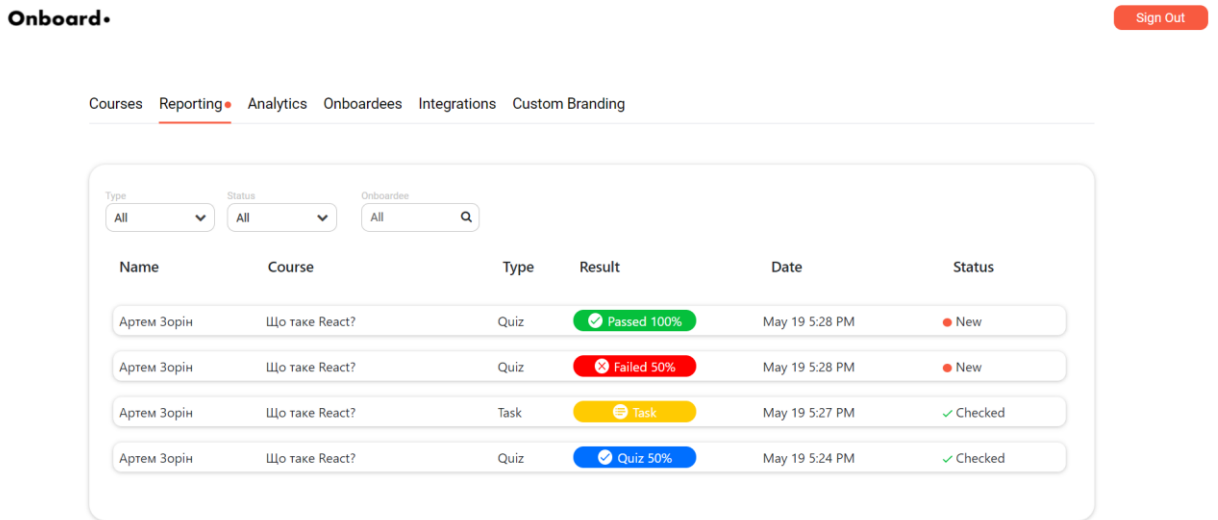 Onboard•
Sign Out
Courses Reporting Analytics Onboardees Integrations Custom Branding
Type Status Onboardee
All All All
Name Course Type Result Date Status
Артем Зорін Що таке React? Quiz Passed 100% May 19 5:28 PM New
Артем Зорін Що таке React? Quiz Failed 50% May 19 5:28 PM New
Артем Зорін Що таке React? Task Task May 19 5:27 PM Checked
Артем Зорін Що таке React? Quiz Quiz 50% May 19 5:24 PM Checked